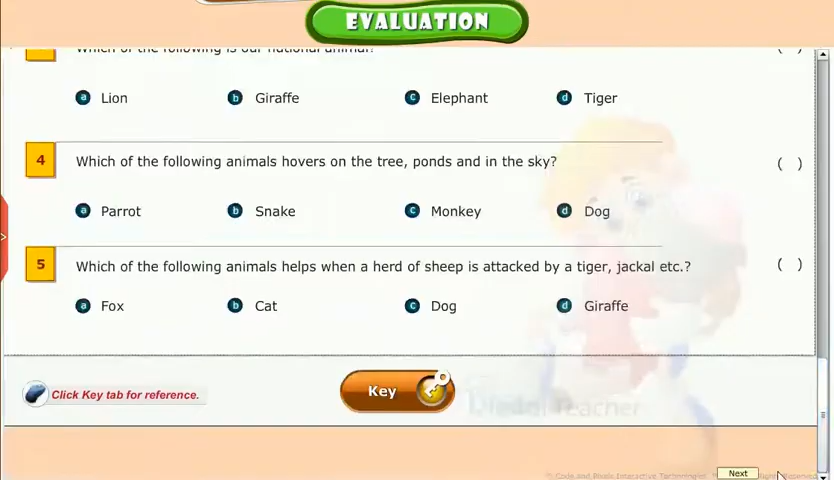 EVALUATION
Which of the following is our national animal?
a Lion b Giraffe c Elephant d Tiger
4 Which of the following animals hovers on the tree, ponds and in the sky? ( )
a Parrot b Snake c Monkey d Dog
5 Which of the following animals helps when a herd of sheep is attacked by a tiger, jackal etc.? ( )
a Fox b Cat c Dog d Giraffe
Click Key tab for reference.
Key
Digital Teacher
Next